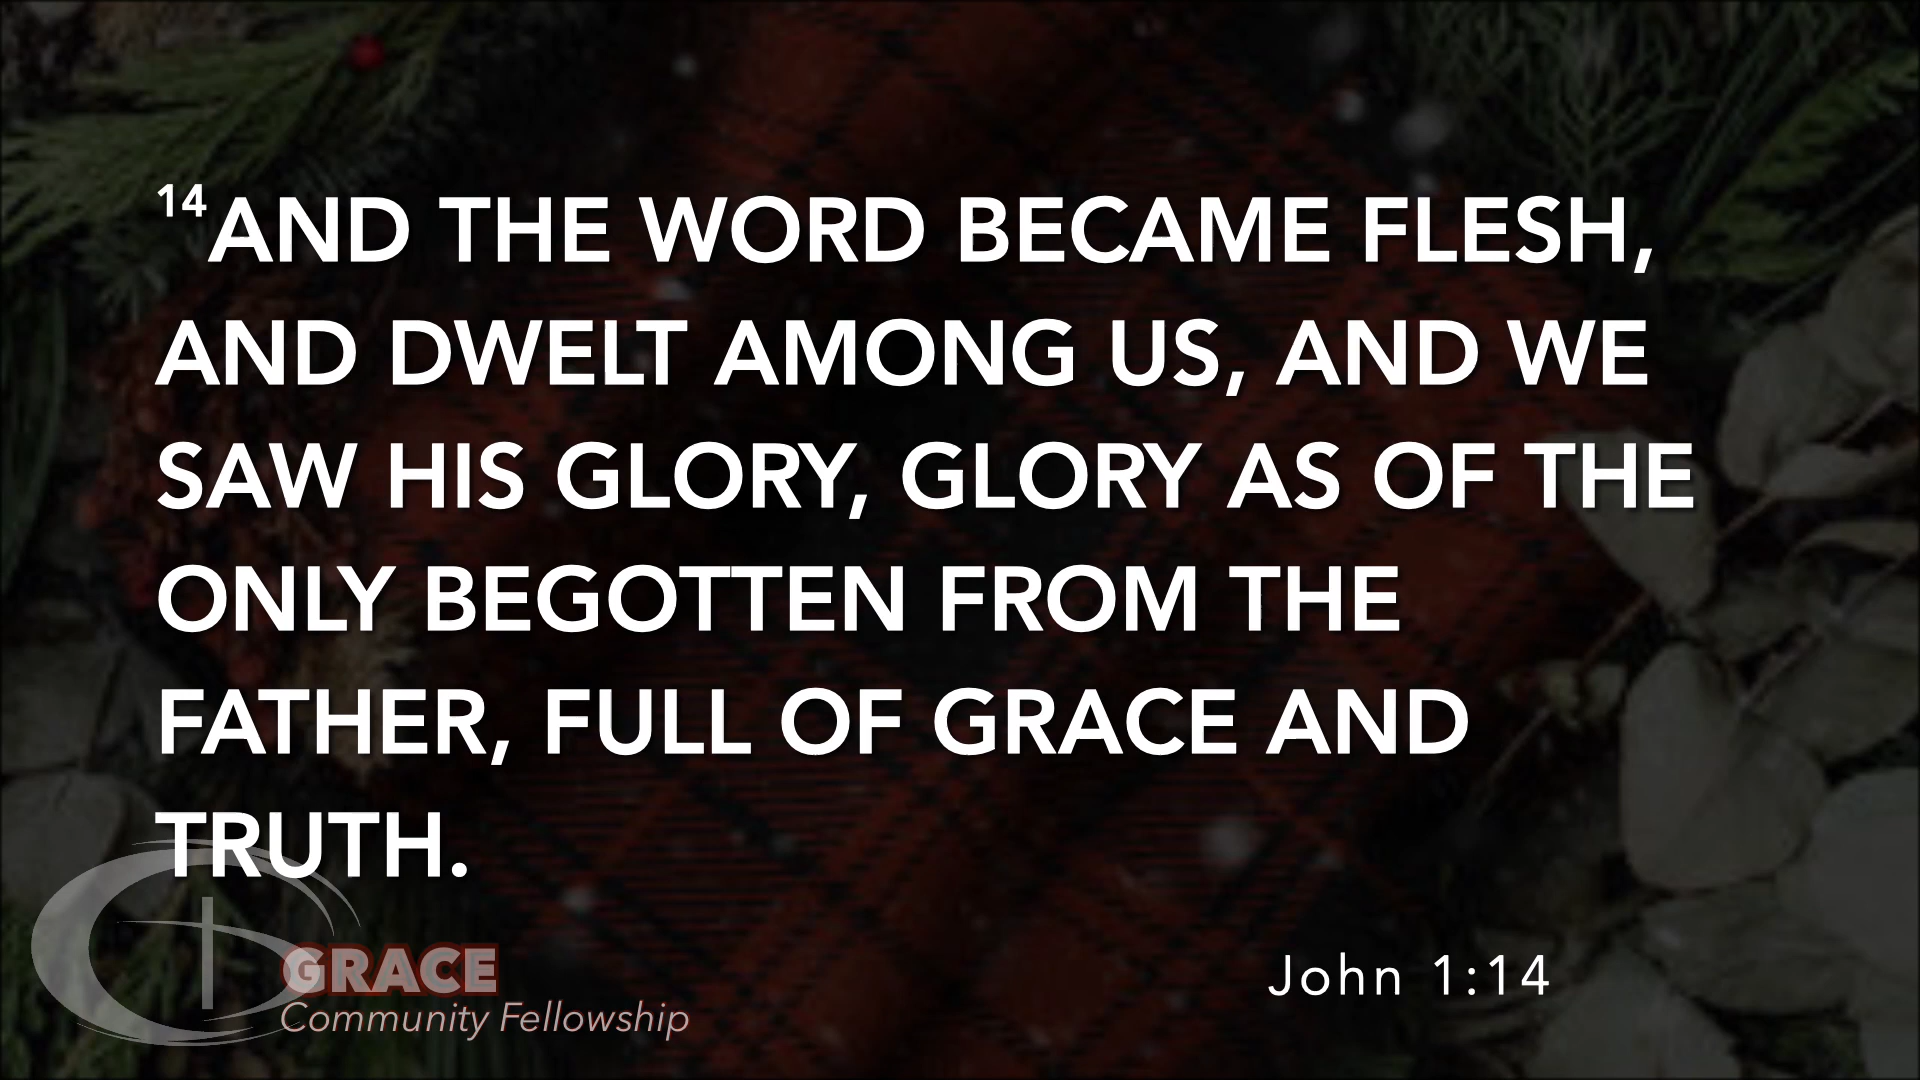 14AND THE WORD BECAME FLESH,
AND DWELT AMONG US, AND WE
SAW HIS GLORY, GLORY AS OF THE
ONLY BEGOTTEN FROM THE
FATHER, FULL OF GRACE AND
TRUTH.
GRACE
Community Fellowship
John 1:14